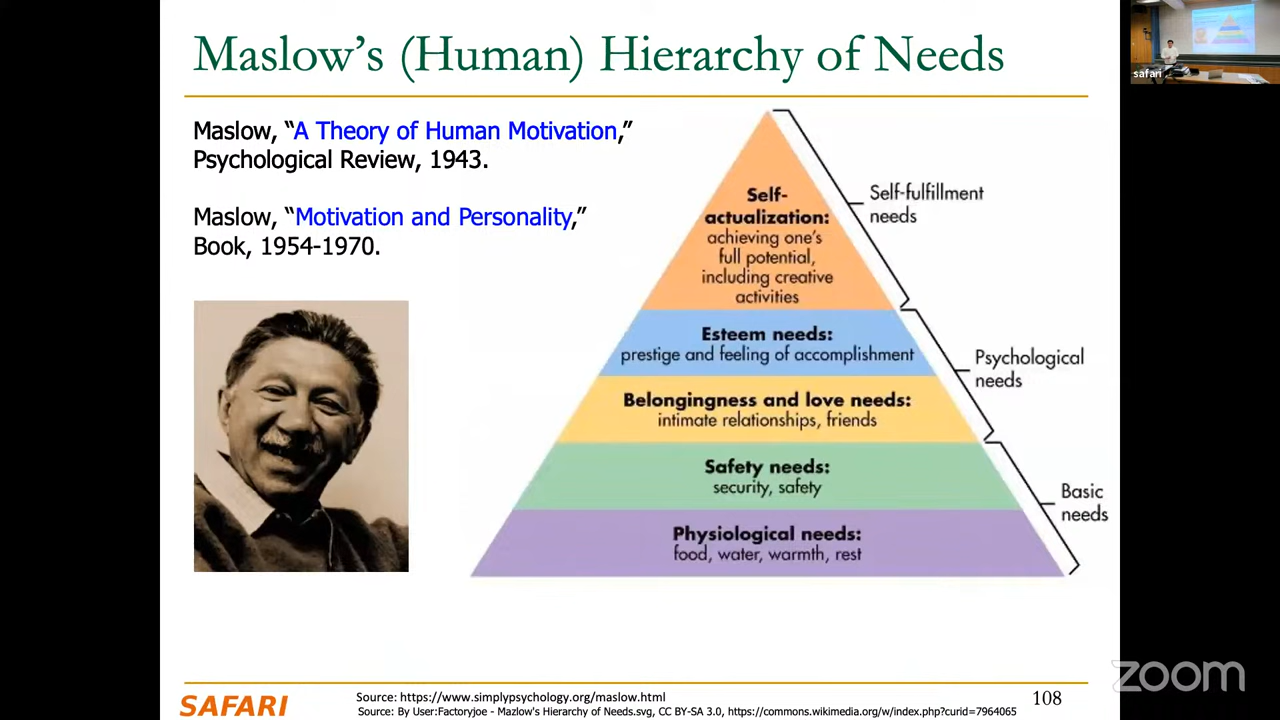 Maslow's (Human) Hierarchy of Needs
safari
Maslow, “A Theory of Human Motivation,”
Psychological Review, 1943.
Maslow, “Motivation and Personality,”
Book, 1954-1970.
Self-
actualization:
achieving one's
full potential,
including creative
activities
Self-fulfillment
needs
Esteem needs:
prestige and feeling of accomplishment
Belongingness and love needs:
intimate relationships, friends
Psychological
needs
Safety needs:
security, safety
Physiological needs:
food, water, warmth, rest
Basic
needs
zoom
SAFARI
Source: https://www.simplypsychology.org/maslow.html
Source: By User:Factoryjoe - Mazlow's Hierarchy of Needs.svg, CC BY-SA 3.0, https://commons.wikimedia.org/w/index.php?curid=7964065
108